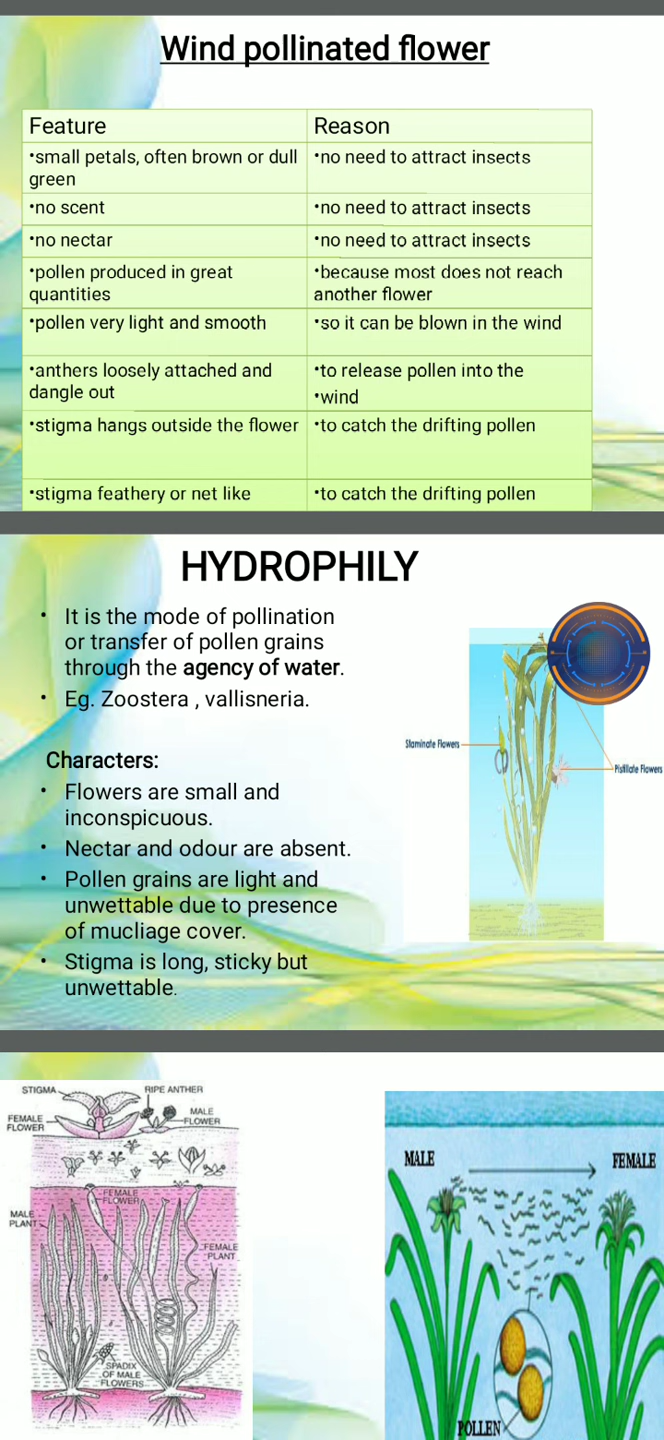 Wind pollinated flower
Feature
Reason
•small petals, often brown or dull
green
•no need to attract insects
•no scent
•no need to attract insects
•no nectar
•no need to attract insects
•pollen produced in great
quantities
•because most does not reach
another flower
•pollen very light and smooth
•so it can be blown in the wind
•anthers loosely attached and
dangle out
•to release pollen into the
•wind
•stigma hangs outside the flower
•to catch the drifting pollen
•stigma feathery or net like
•to catch the drifting pollen
HYDROPHILY
• It is the mode of pollination
or transfer of pollen grains
through the agency of water.
• Eg. Zoostera , vallisneria.
Characters:
• Flowers are small and
inconspicuous.
• Nectar and odour are absent.
• Pollen grains are light and
unwettable due to presence
of mucliage cover.
• Stigma is long, sticky but
unwettable.
Staminate Flowers
Pistillate Flowers
STIGMA
RIPE ANTHER
FEMALE
FLOWER
MALE
FLOWER
FEMALE
FLOWER
MALE
PLANT
FEMALE
PLANT
SPADIX
OF MALE
FLOWERS
MALE
FEMALE
POLLEN